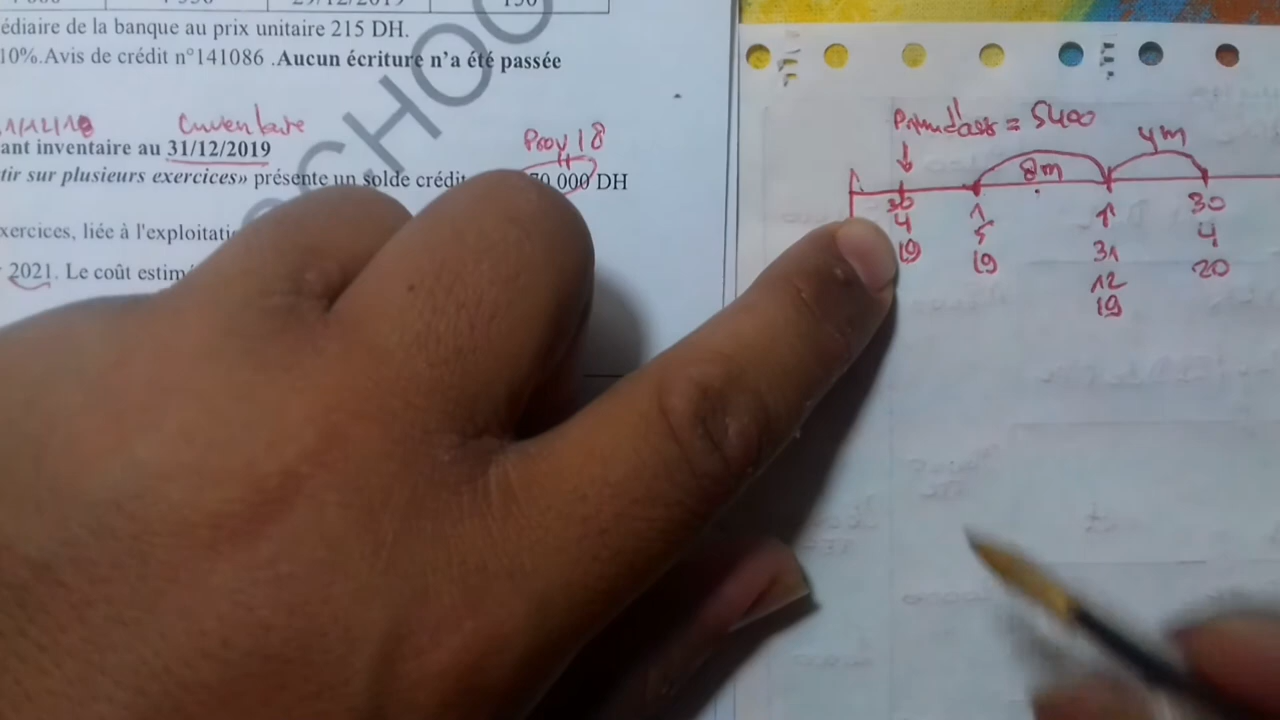 édiaire de la banque au prix unitaire 215 DH.
10%.Avis de crédit n°141086 .Aucun écriture n'a été passée
Inventaire
ant inventaire au 31/12/2019
Prov 18
tir sur plusieurs exercices» présente un solde crédit 000 DH
xercices, liée à l'exploitati
2021. Le coût estim
SCHOO
= 5400
4m
8m
30
4
19
1
5
19
1
31
12
19
30
4
20